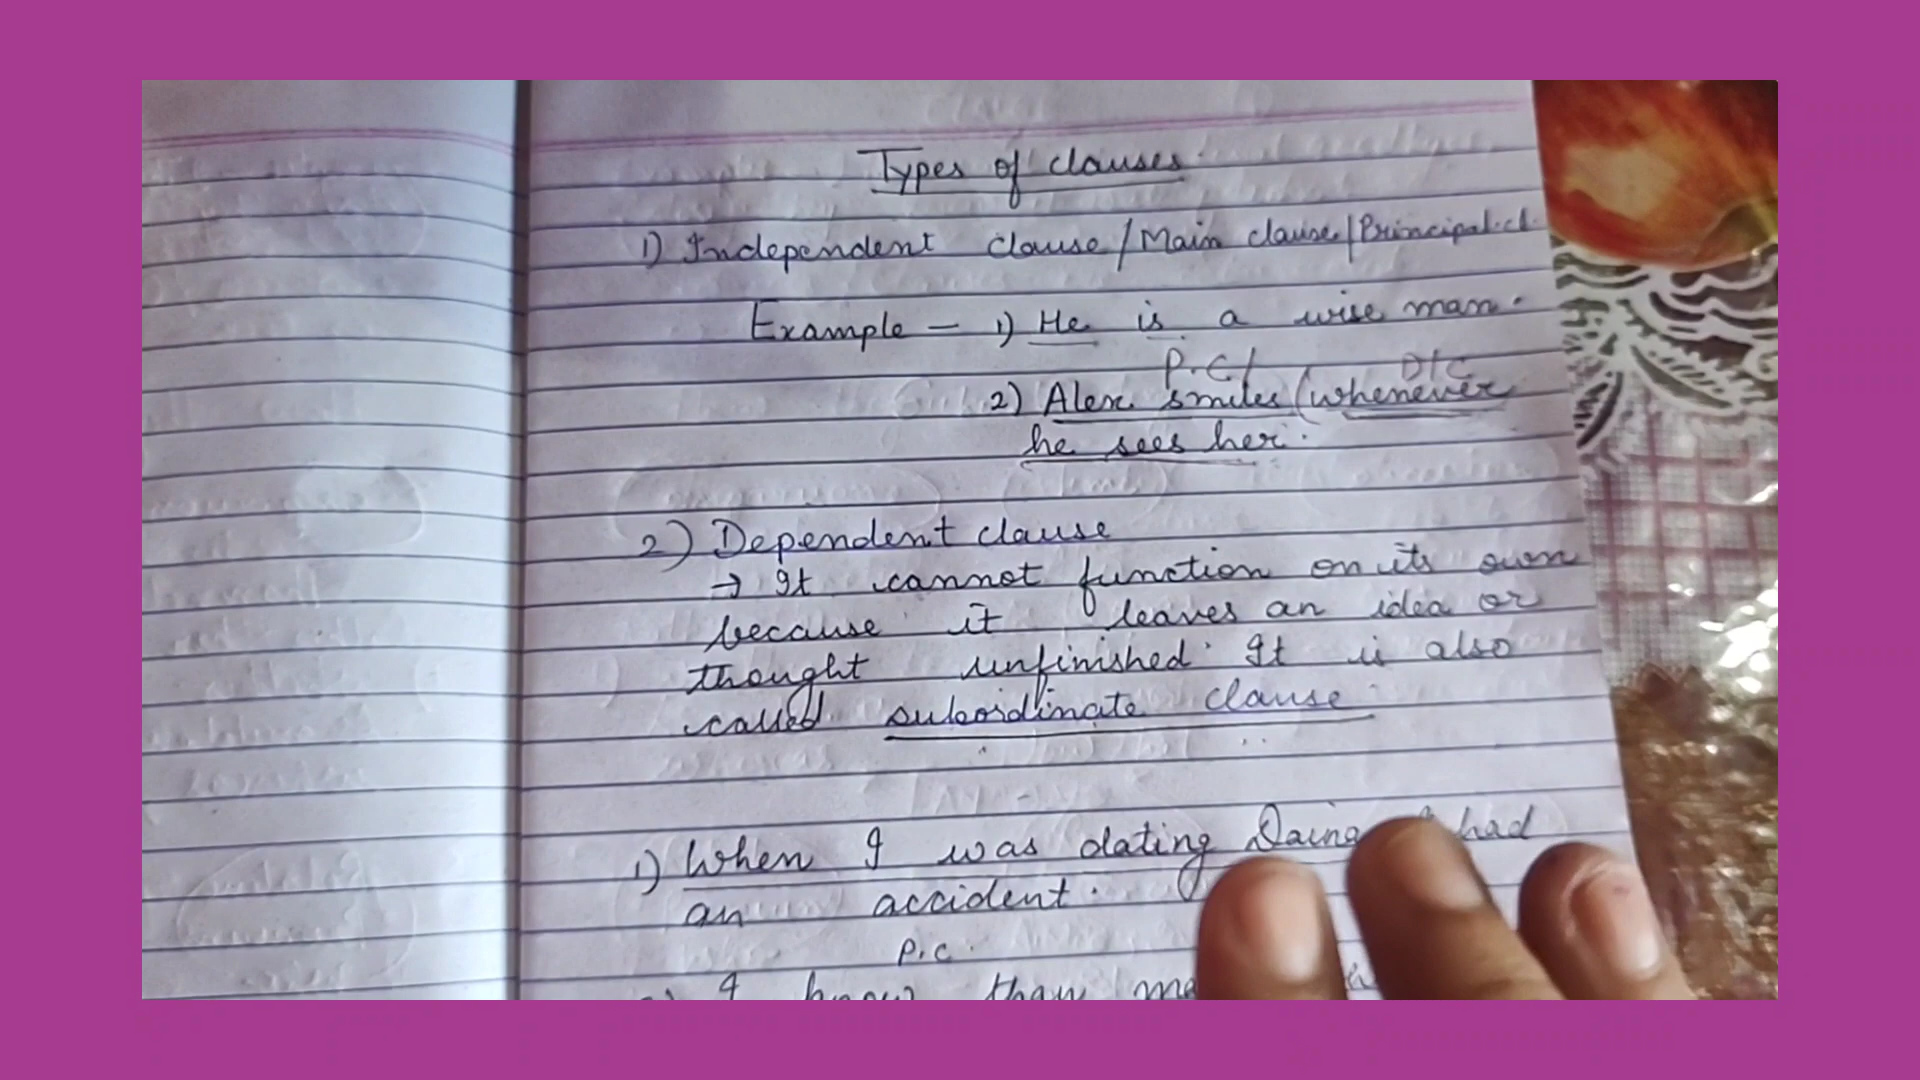 Types of clauses
1) Independent clause/Main clause/Principal.cl.
Example – 1) He is a wise man.
P.C/ D/C
2) Alex smiles (whenever
he sees her.
2) Dependent clause
→ It cannot function on its own
because it leaves an idea or
thought unfinished. It is also
called subordinate clause.
1) When I was dating had
an accident.
P.C.
I know